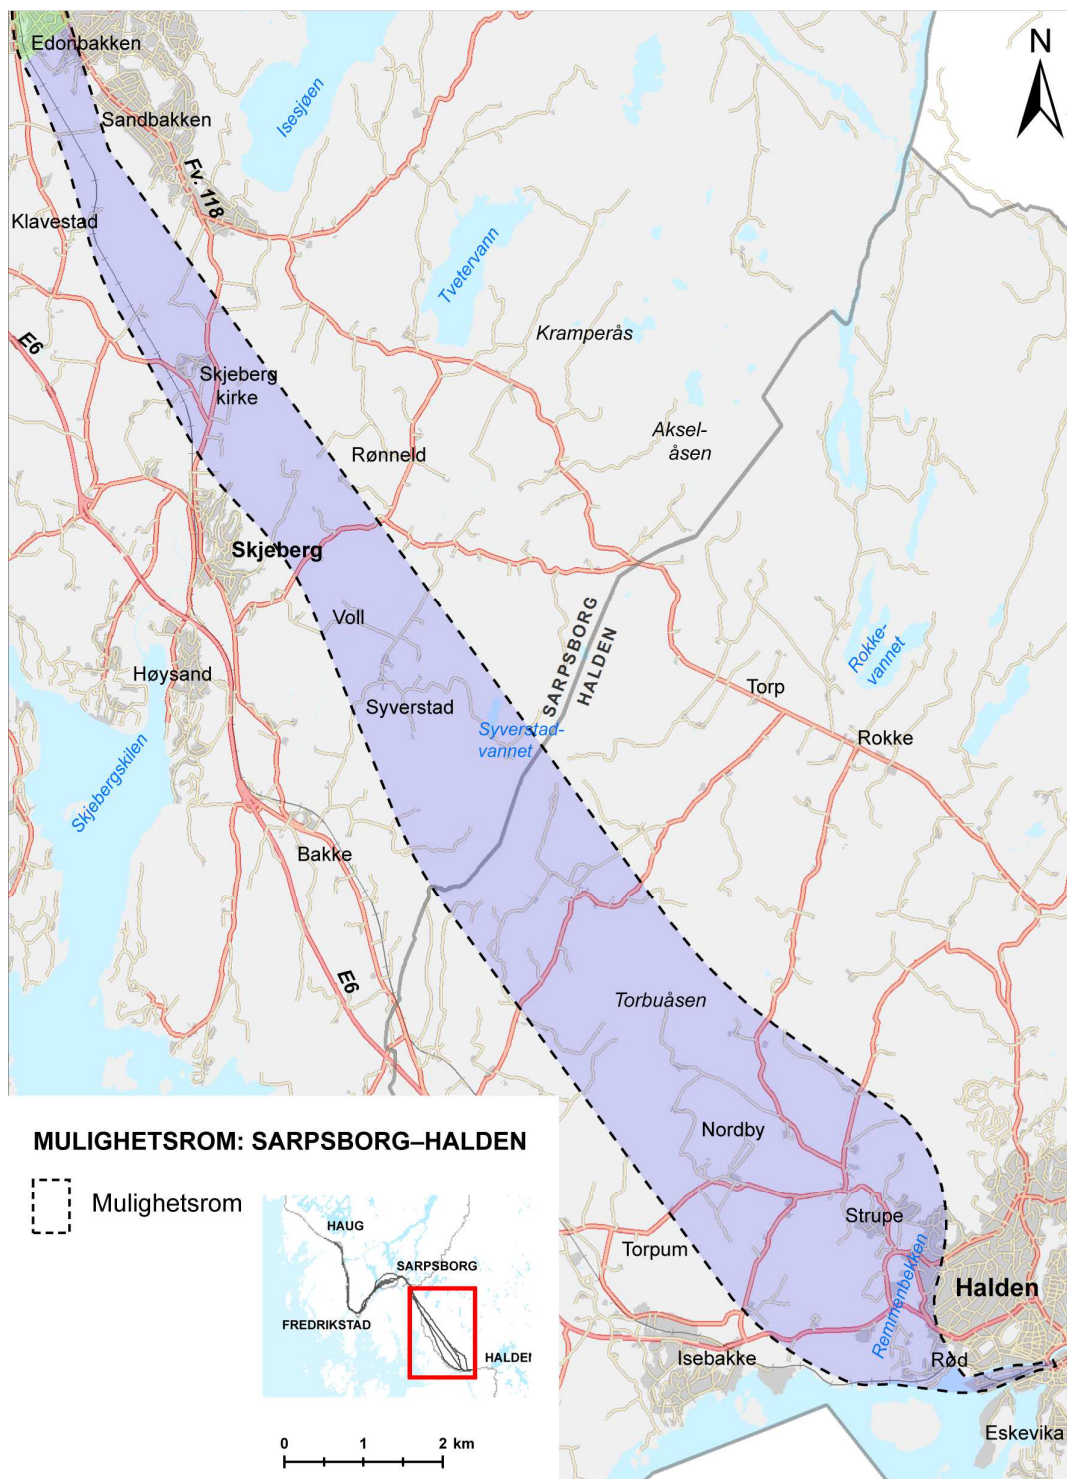 N
Edonbakken
Isesjøen
Sandbakken
Fv. 118
Klavestad
Tvetervann
Kramperås
E6
Skjeberg
kirke
Aksel-
åsen
Rønneld
Skjeberg
SARPSBORG
HALDEN
Voll
Rokke-
vannet
Høysand
Torp
Syverstad
Syverstad-
vannet
Rokke
Skjebergskilen
Bakke
E6
Torbuåsen
Nordby
Strupe
Torpum
Remmenbekken
Halden
Isebakke
Rød
Eskevika
MULIGHETSROM: SARPSBORG–HALDEN
Mulighetsrom
HAUG
SARPSBORG
FREDRIKSTAD
HALDEN
0 1 2 km